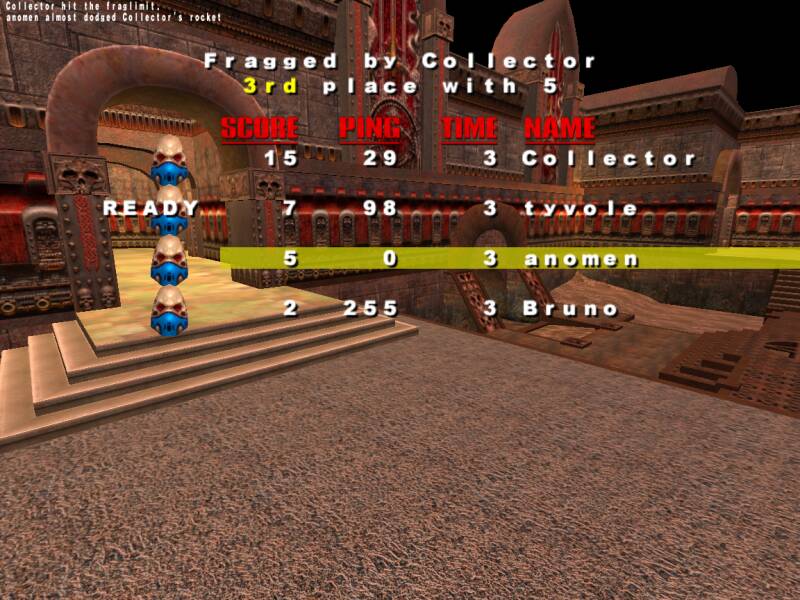 Collector hit the fraglimit.
anomen almost dodged Collector's rocket
Fragged by Collector
3rd place with 5
SCORE PING TIME NAME
15 29 3 Collector
READY 7 98 3 tyvole
5 0 3 anomen
2 255 3 Bruno